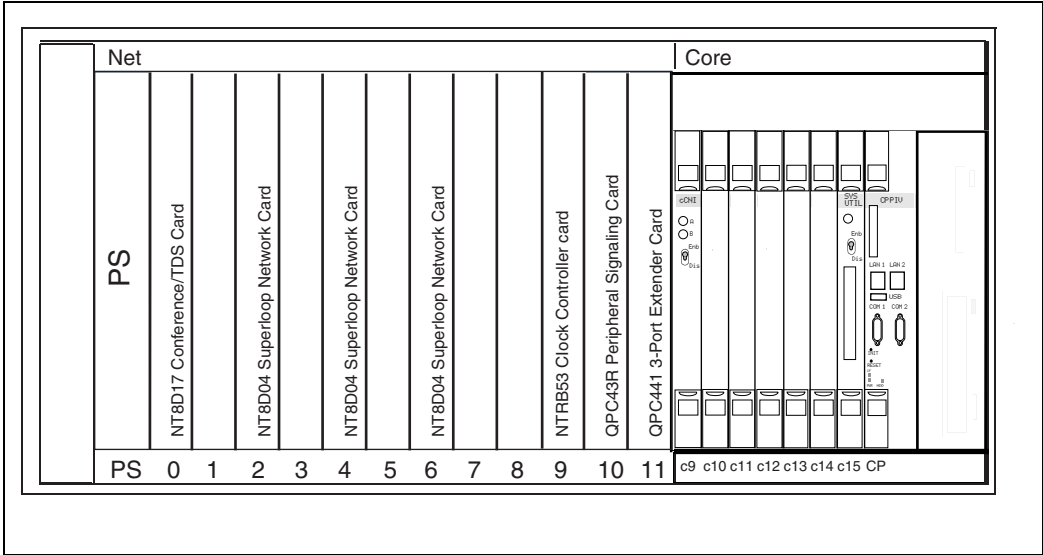 Net
Core
PS
NT8D17 Conference/TDS Card
NT8D04 Superloop Network Card
NT8D04 Superloop Network Card
NT8D04 Superloop Network Card
NTRB53 Clock Controller card
QPC43R Peripheral Signaling Card
QPC441 3-Port Extender Card
cCNI
A
B
Enb
Dis
SYS
UTIL
Enb
Dis
CPPIV
LAN 1 LAN 2
USB
COM 1 COM 2
INIT
RESET
PS 0 1 2 3 4 5 6 7 8 9 10 11 c9 c10 c11 c12 c13 c14 c15 CP